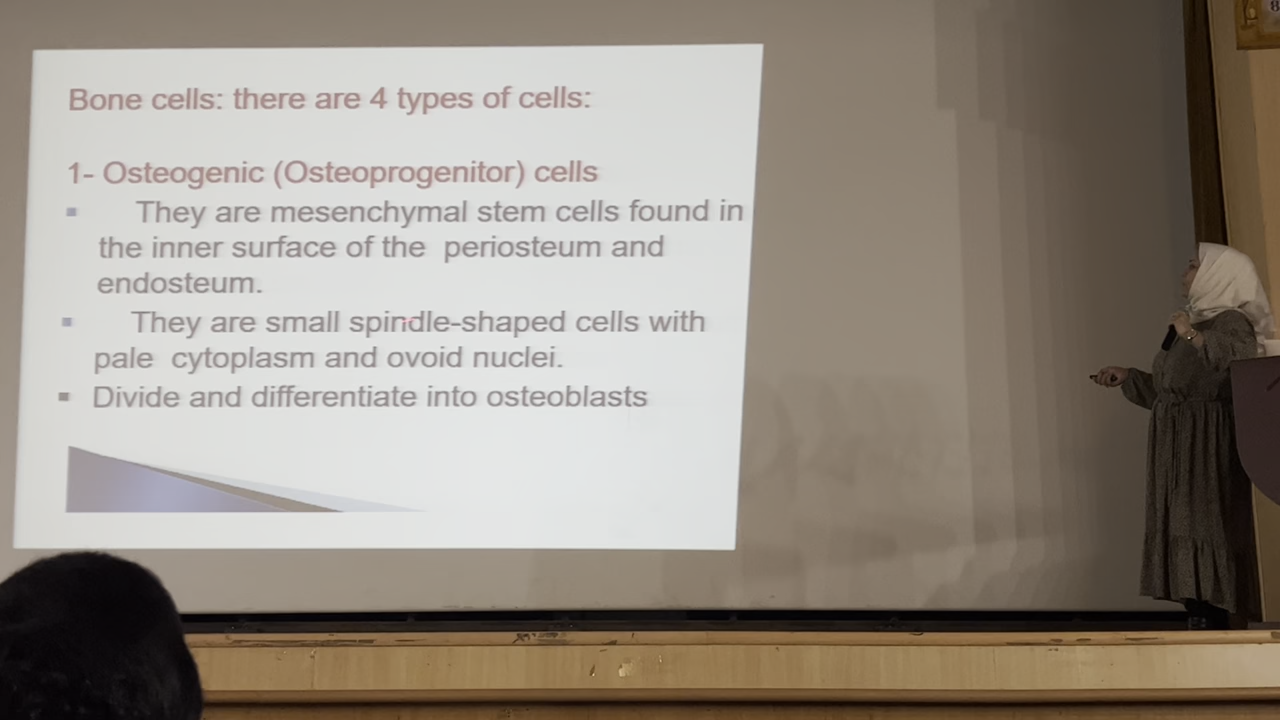 Bone cells: there are 4 types of cells:
1- Osteogenic (Osteoprogenitor) cells
▪ They are mesenchymal stem cells found in
the inner surface of the periosteum and
endosteum.
▪ They are small spindle-shaped cells with
pale cytoplasm and ovoid nuclei.
▪ Divide and differentiate into osteoblasts